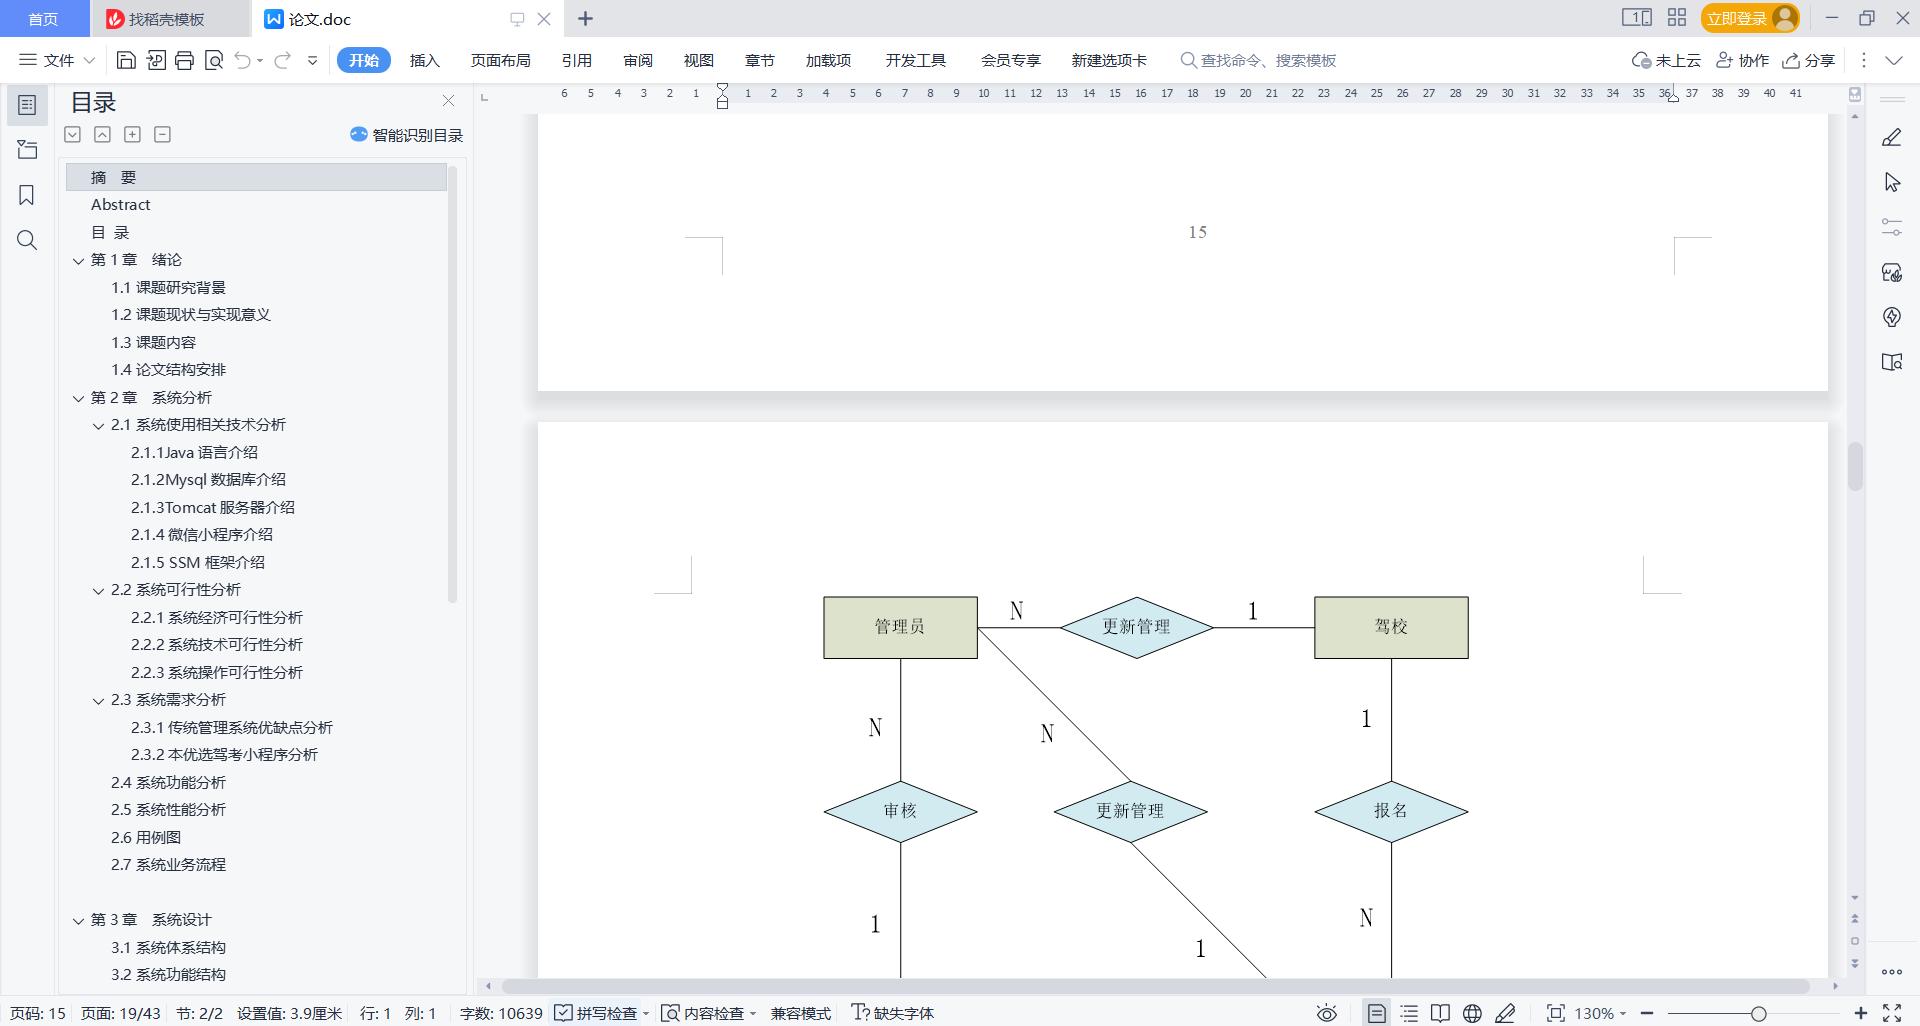 首页
找稻壳模板
论文.doc
立即登录
文件
开始
插入
页面布局
引用
审阅
视图
章节
加载项
开发工具
会员专享
新建选项卡
查找命令、搜索模板
未上云
协作
分享
目录
智能识别目录
6 5 4 3 2 1 1 2 3 4 5 6 7 8 9 10 11 12 13 14 15 16 17 18 19 20 21 22 23 24 25 26 27 28 29 30 31 32 33 34 35 36 37 38 39 40 41
摘 要
Abstract
目 录
第 1 章 绪论
1.1 课题研究背景
1.2 课题现状与实现意义
1.3 课题内容
1.4 论文结构安排
第 2 章 系统分析
2.1 系统使用相关技术分析
2.1.1Java 语言介绍
2.1.2Mysql 数据库介绍
2.1.3Tomcat 服务器介绍
2.1.4 微信小程序介绍
2.1.5 SSM 框架介绍
2.2 系统可行性分析
2.2.1 系统经济可行性分析
2.2.2 系统技术可行性分析
2.2.3 系统操作可行性分析
2.3 系统需求分析
2.3.1 传统管理系统优缺点分析
2.3.2 本优选驾考小程序分析
2.4 系统功能分析
2.5 系统性能分析
2.6 用例图
2.7 系统业务流程
第 3 章 系统设计
3.1 系统体系结构
3.2 系统功能结构
15
管理员
N
更新管理
1
驾校
N
N
1
审核
更新管理
报名
1
1
N
页码: 15
页面: 19/43
节: 2/2
设置值: 3.9厘米
行: 1
列: 1
字数: 10639
拼写检查
内容检查
兼容模式
缺失字体
130%